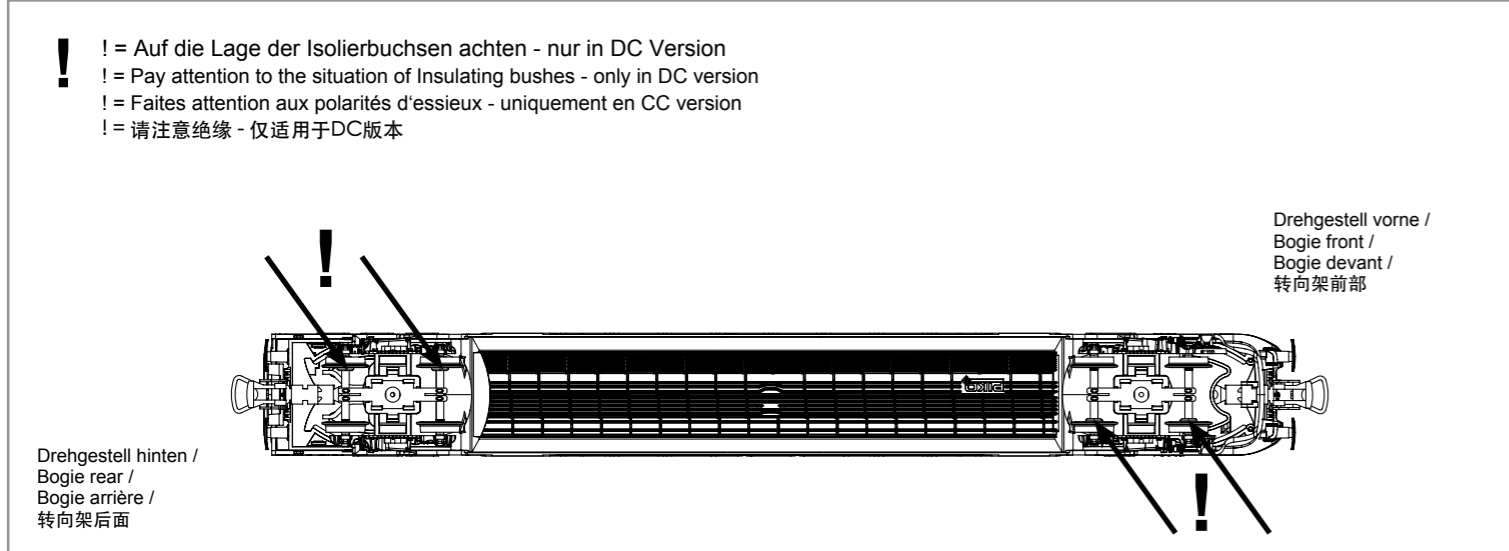 !
! = Auf die Lage der Isolierbuchsen achten - nur in DC Version
! = Pay attention to the situation of Insulating bushes - only in DC version
! = Faites attention aux polarités d‘essieux - uniquement en CC version
! = 请注意绝缘 - 仅适用于DC版本
Drehgestell vorne /
Bogie front /
Bogie devant /
转向架前部
!
PIKO
Drehgestell hinten /
Bogie rear /
Bogie arrière /
转向架后面
!